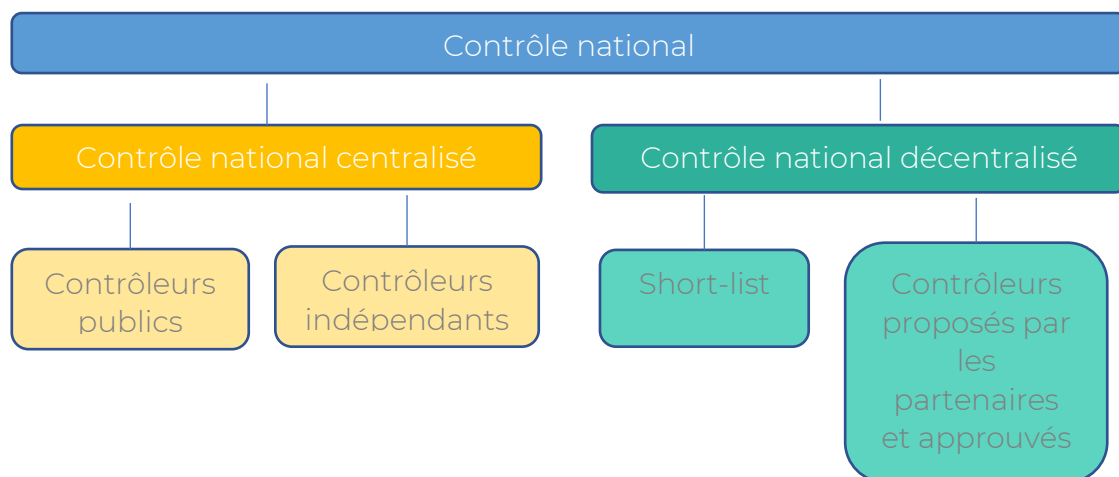 Contrôle national
Contrôle national centralisé
Contrôle national décentralisé
Contrôleurs
publics
Contrôleurs
indépendants
Short-list
Contrôleurs
proposés par
les
partenaires
et approuvés